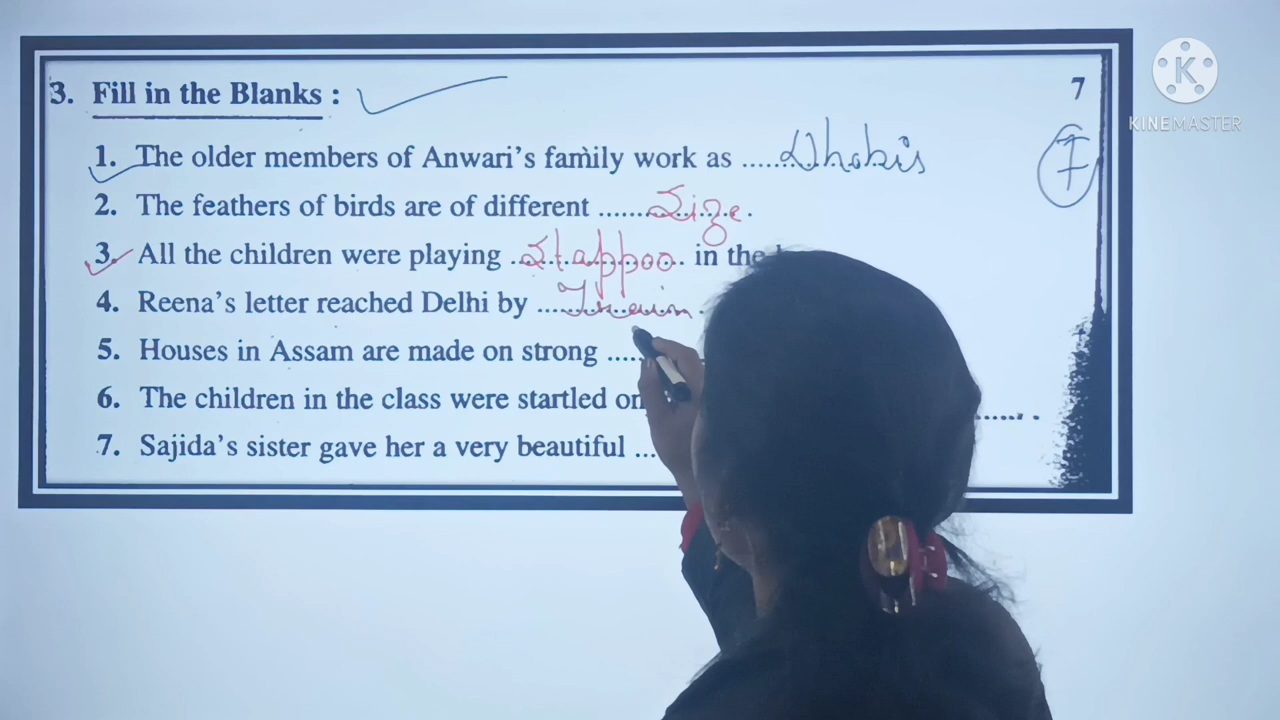 3. Fill in the Blanks : 7
KINEMASTER
7
1. The older members of Anwari's family work as ........Dhobi's
2. The feathers of birds are of different ........Size.
3. All the children were playing ........Stappoo........ in the
4. Reena's letter reached Delhi by ........Train.
5. Houses in Assam are made on strong .....
6. The children in the class were startled on ....... .
7. Sajida's sister gave her a very beautiful ...